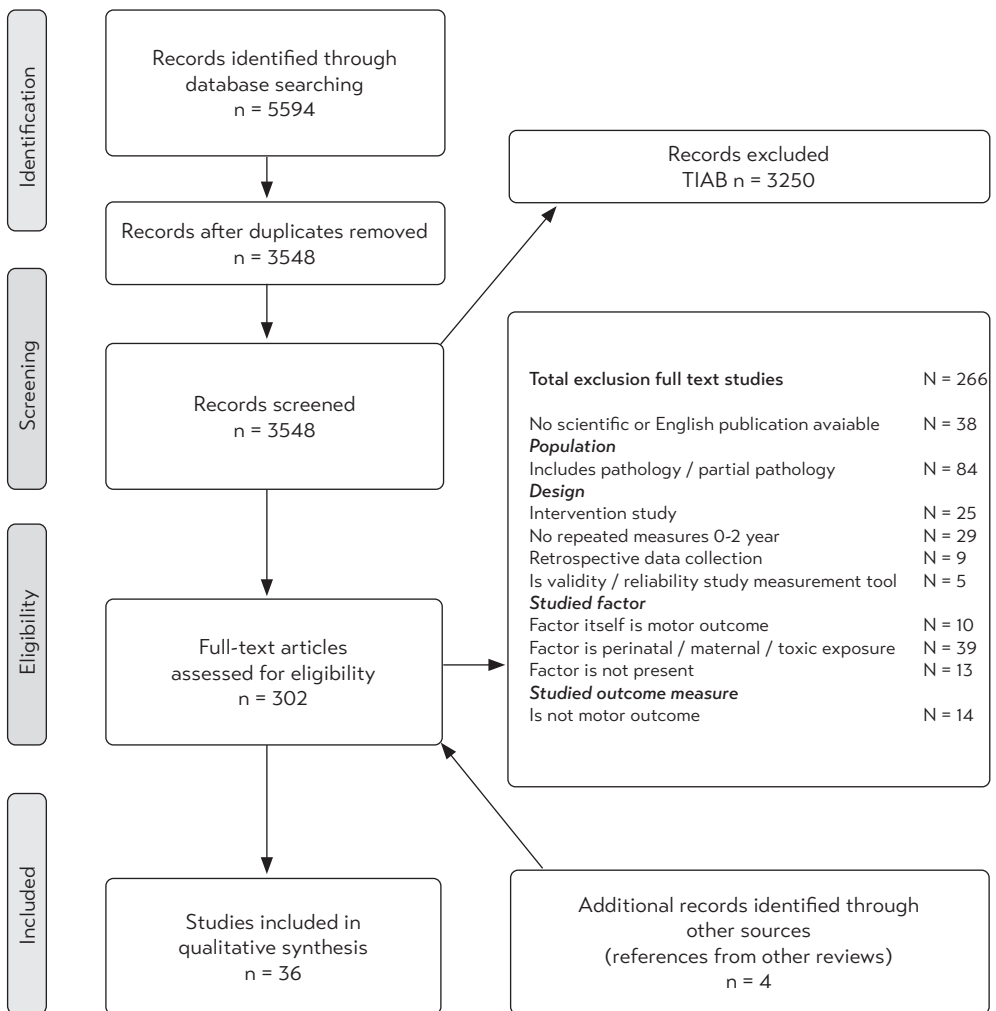 Identification
Records identified through
database searching
n = 5594
Records after duplicates removed
n = 3548
Records excluded
TIAB n = 3250
Screening
Records screened
n = 3548
Total exclusion full text studies N = 266
No scientific or English publication avaiable N = 38
Population
Includes pathology / partial pathology N = 84
Design
Intervention study N = 25
No repeated measures 0-2 year N = 29
Retrospective data collection N = 9
Is validity / reliability study measurement tool N = 5
Studied factor
Factor itself is motor outcome N = 10
Factor is perinatal / maternal / toxic exposure N = 39
Factor is not present N = 13
Studied outcome measure
Is not motor outcome N = 14
Eligibility
Full-text articles
assessed for eligibility
n = 302
Included
Studies included in
qualitative synthesis
n = 36
Additional records identified through
other sources
(references from other reviews)
n = 4